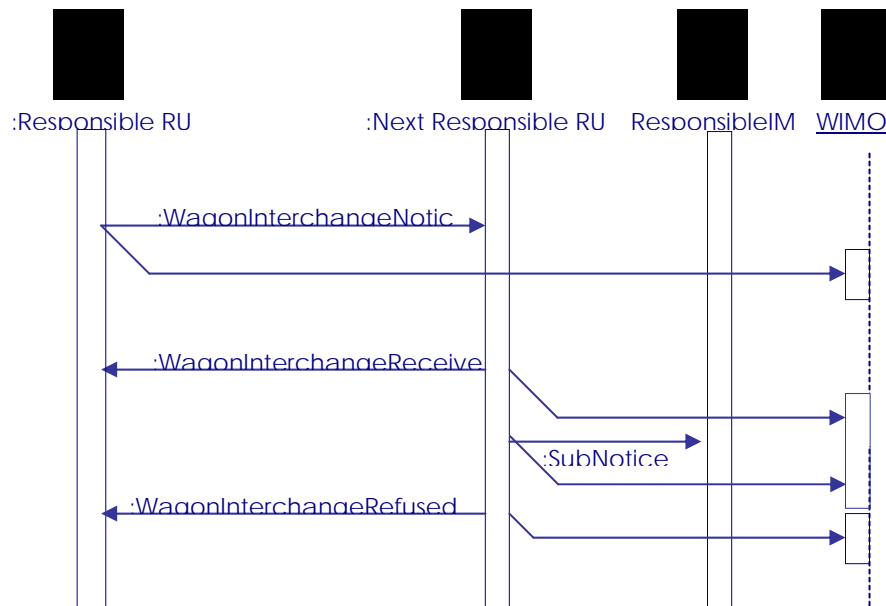 :Responsible RU :Next Responsible RU ResponsibleIM WIMO
:WagonInterchangeNotic
:WagonInterchangeReceive
:SubNotice
:WagonInterchangeRefused